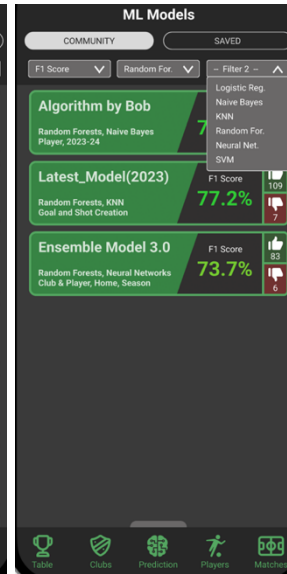 ML Models
COMMUNITY
SAVED
F1 Score
Random For.
-- Filter 2 --
Logistic Reg.
Naive Bayes
KNN
Random For.
Neural Net.
SVM
Algorithm by Bob
Random Forests, Naive Bayes
Player, 2023-24
7
Latest_Model(2023)
Random Forests, KNN
Goal and Shot Creation
F1 Score
77.2%
109
7
Ensemble Model 3.0
Random Forests, Neural Networks
Club & Player, Home, Season
F1 Score
73.7%
83
6
Table
Clubs
Prediction
Players
Matches